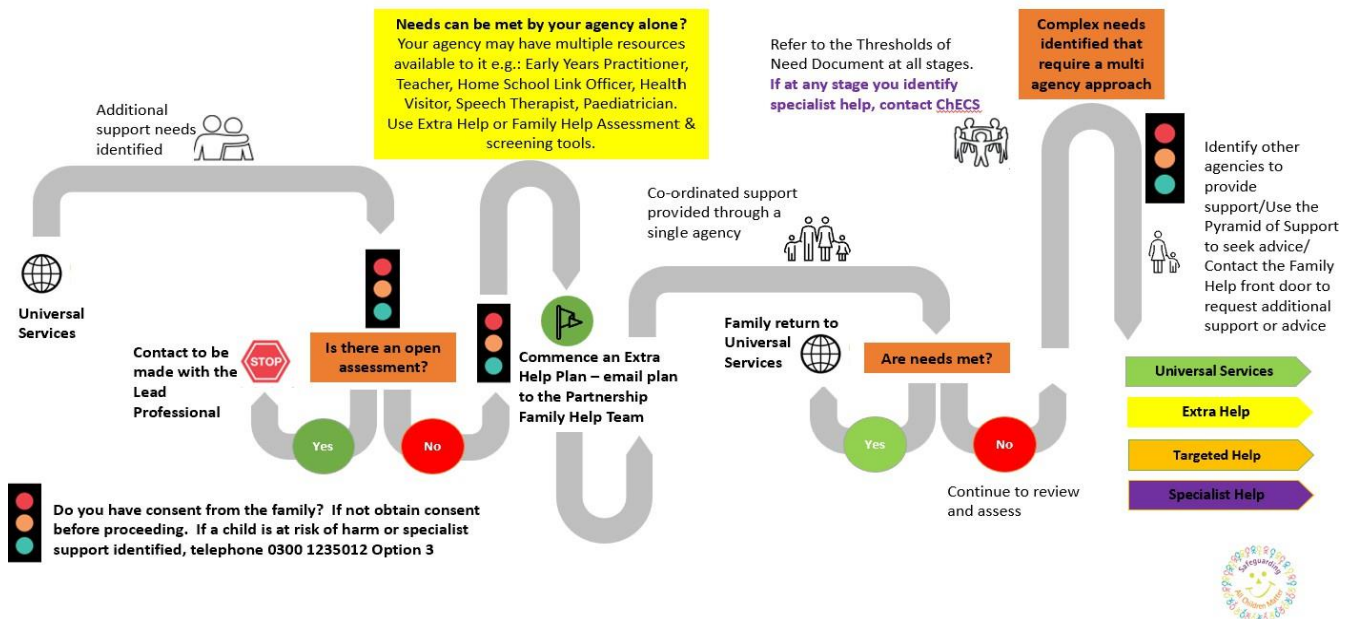 Needs can be met by your agency alone?
Your agency may have multiple resources
available to it e.g.: Early Years Practitioner,
Teacher, Home School Link Officer, Health
Visitor, Speech Therapist, Paediatrician.
Use Extra Help or Family Help Assessment &
screening tools.
Refer to the Thresholds of
Need Document at all stages.
If at any stage you identify
specialist help, contact ChECS
Complex needs
identified that
require a multi
agency approach
Additional
support needs
identified
Identify other
agencies to
provide
support/Use the
Pyramid of Support
to seek advice/
Contact the Family
Help front door to
request additional
support or advice
Co-ordinated support
provided through a
single agency
Universal
Services
Contact to be
made with the
Lead
Professional
STOP
Is there an open
assessment?
Yes
No
Commence an Extra
Help Plan – email plan
to the Partnership
Family Help Team
Family return to
Universal
Services
Are needs met?
Yes
No
Continue to review
and assess
Universal Services
Extra Help
Targeted Help
Specialist Help
Do you have consent from the family?  If not obtain consent
before proceeding.  If a child is at risk of harm or specialist
support identified, telephone 0300 1235012 Option 3
Safeguarding
All Children Matter